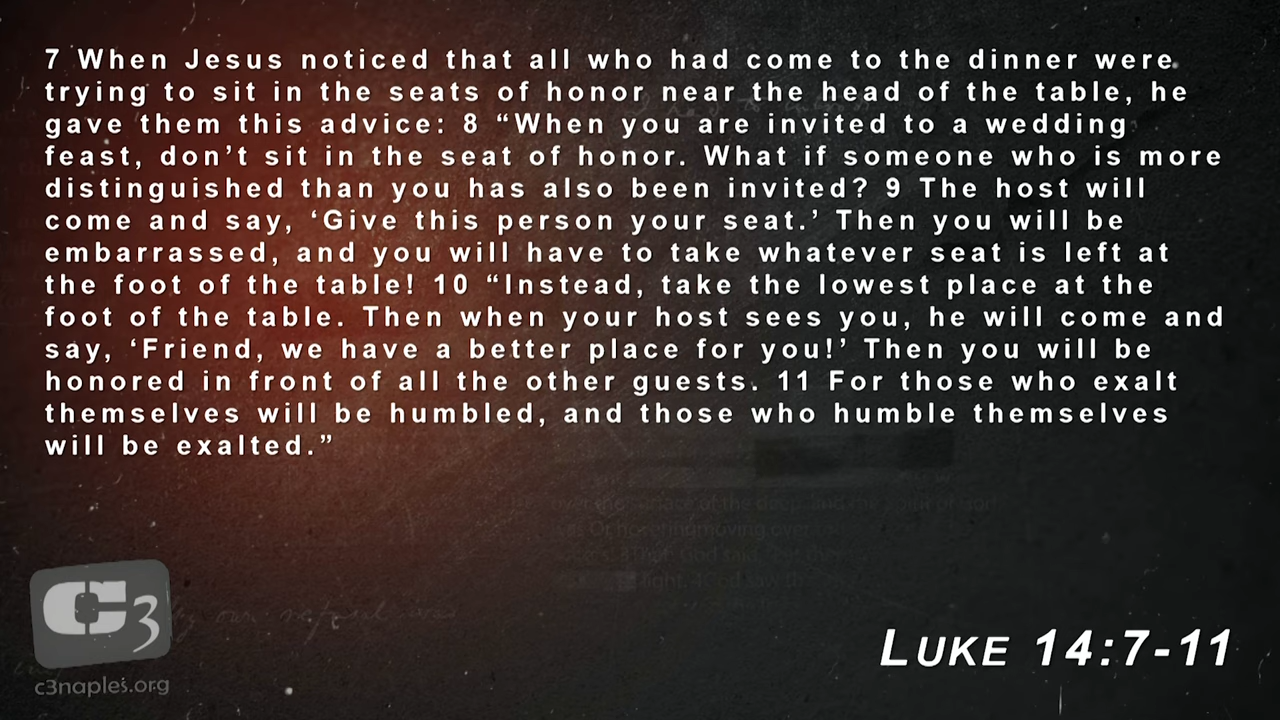 7 When Jesus noticed that all who had come to the dinner were
trying to sit in the seats of honor near the head of the table, he
gave them this advice: 8 “When you are invited to a wedding
feast, don’t sit in the seat of honor. What if someone who is more
distinguished than you has also been invited? 9 The host will
come and say, ‘Give this person your seat.’ Then you will be
embarrassed, and you will have to take whatever seat is left at
the foot of the table! 10 “Instead, take the lowest place at the
foot of the table. Then when your host sees you, he will come and
say, ‘Friend, we have a better place for you!’ Then you will be
honored in front of all the other guests. 11 For those who exalt
themselves will be humbled, and those who humble themselves
will be exalted.”
C3
c3naples.org
LUKE 14:7-11